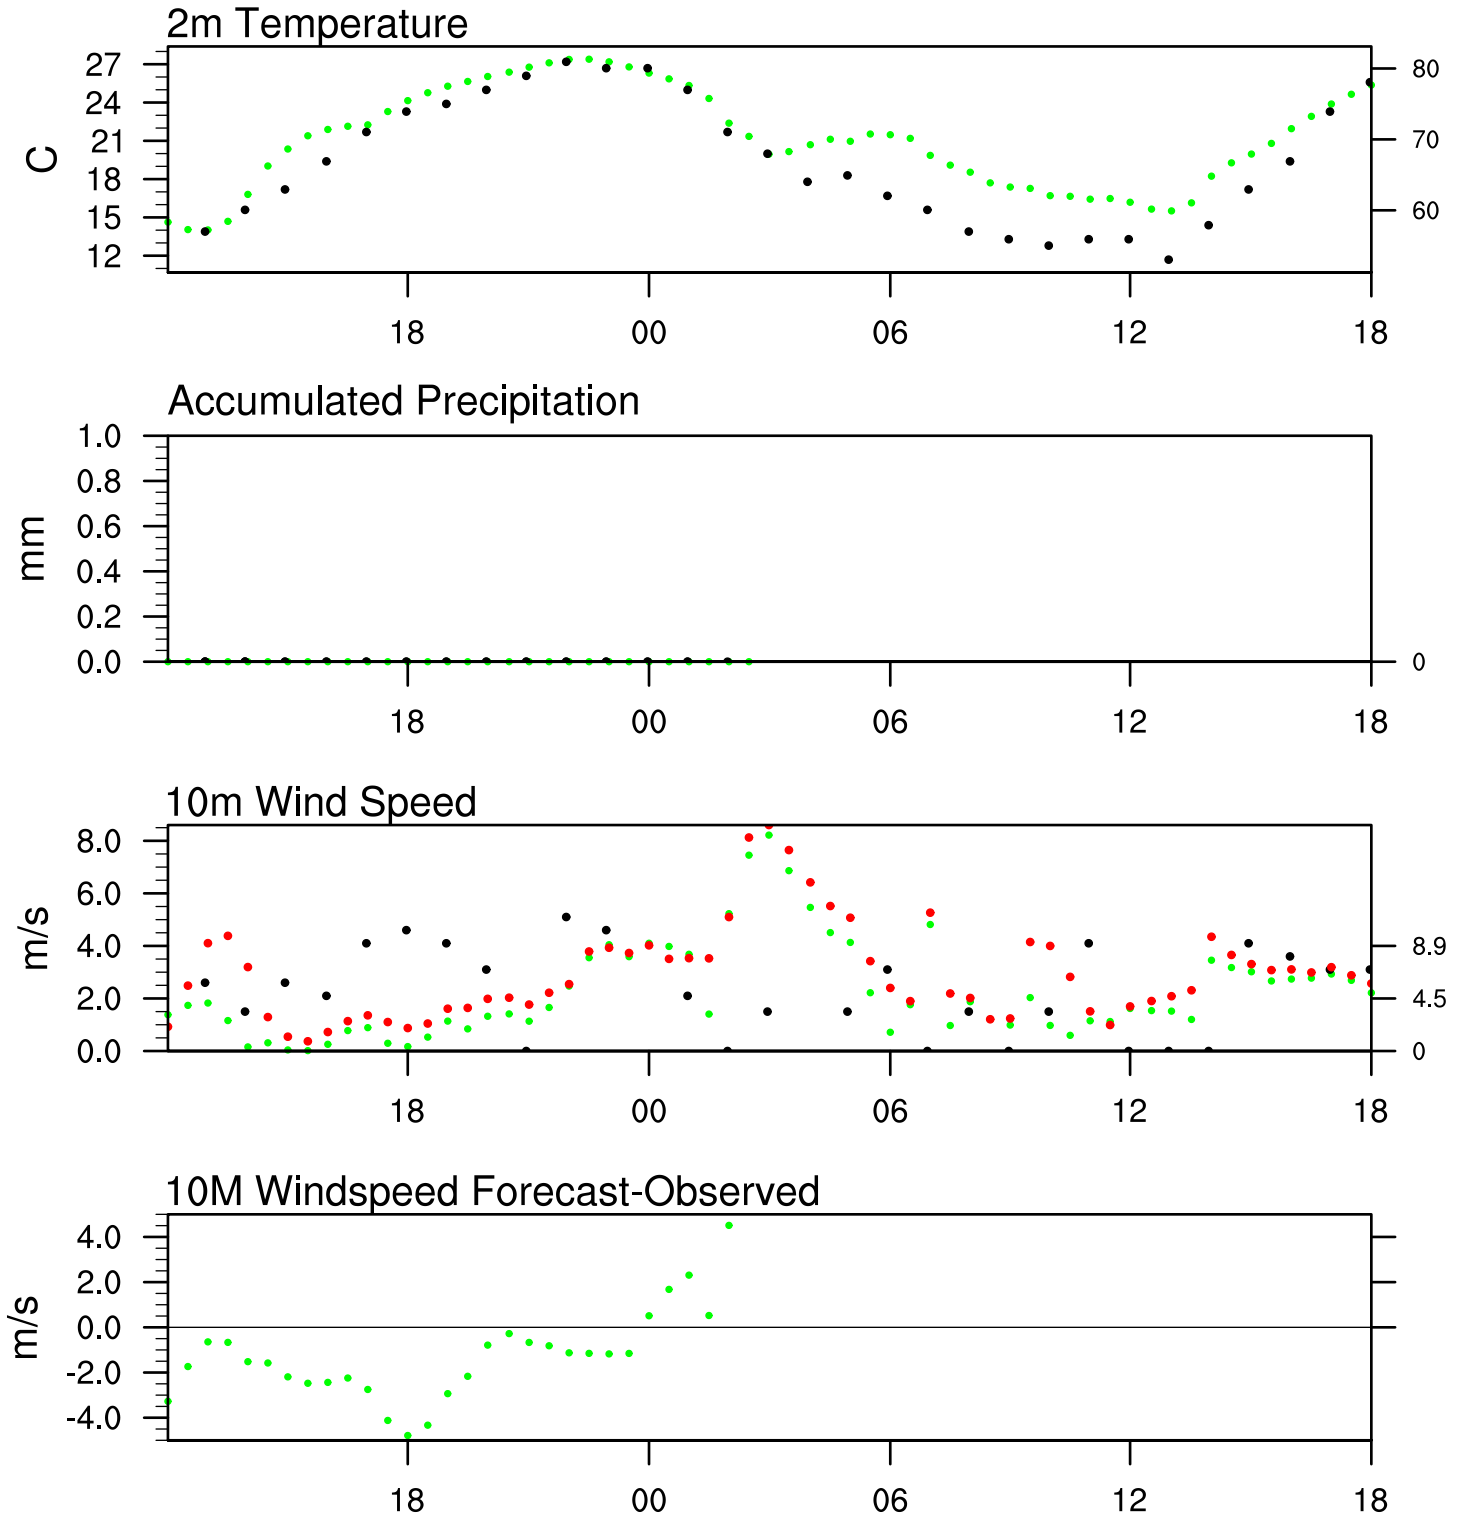 2m Temperature
27
24
21
18
15
12
C
80
70
60
18 00 06 12 18
Accumulated Precipitation
1.0
0.8
0.6
0.4
0.2
0.0
mm
0
18 00 06 12 18
10m Wind Speed
8.0
6.0
4.0
2.0
0.0
m/s
8.9
4.5
0
18 00 06 12 18
10M Windspeed Forecast-Observed
4.0
2.0
0.0
-2.0
-4.0
m/s
18 00 06 12 18